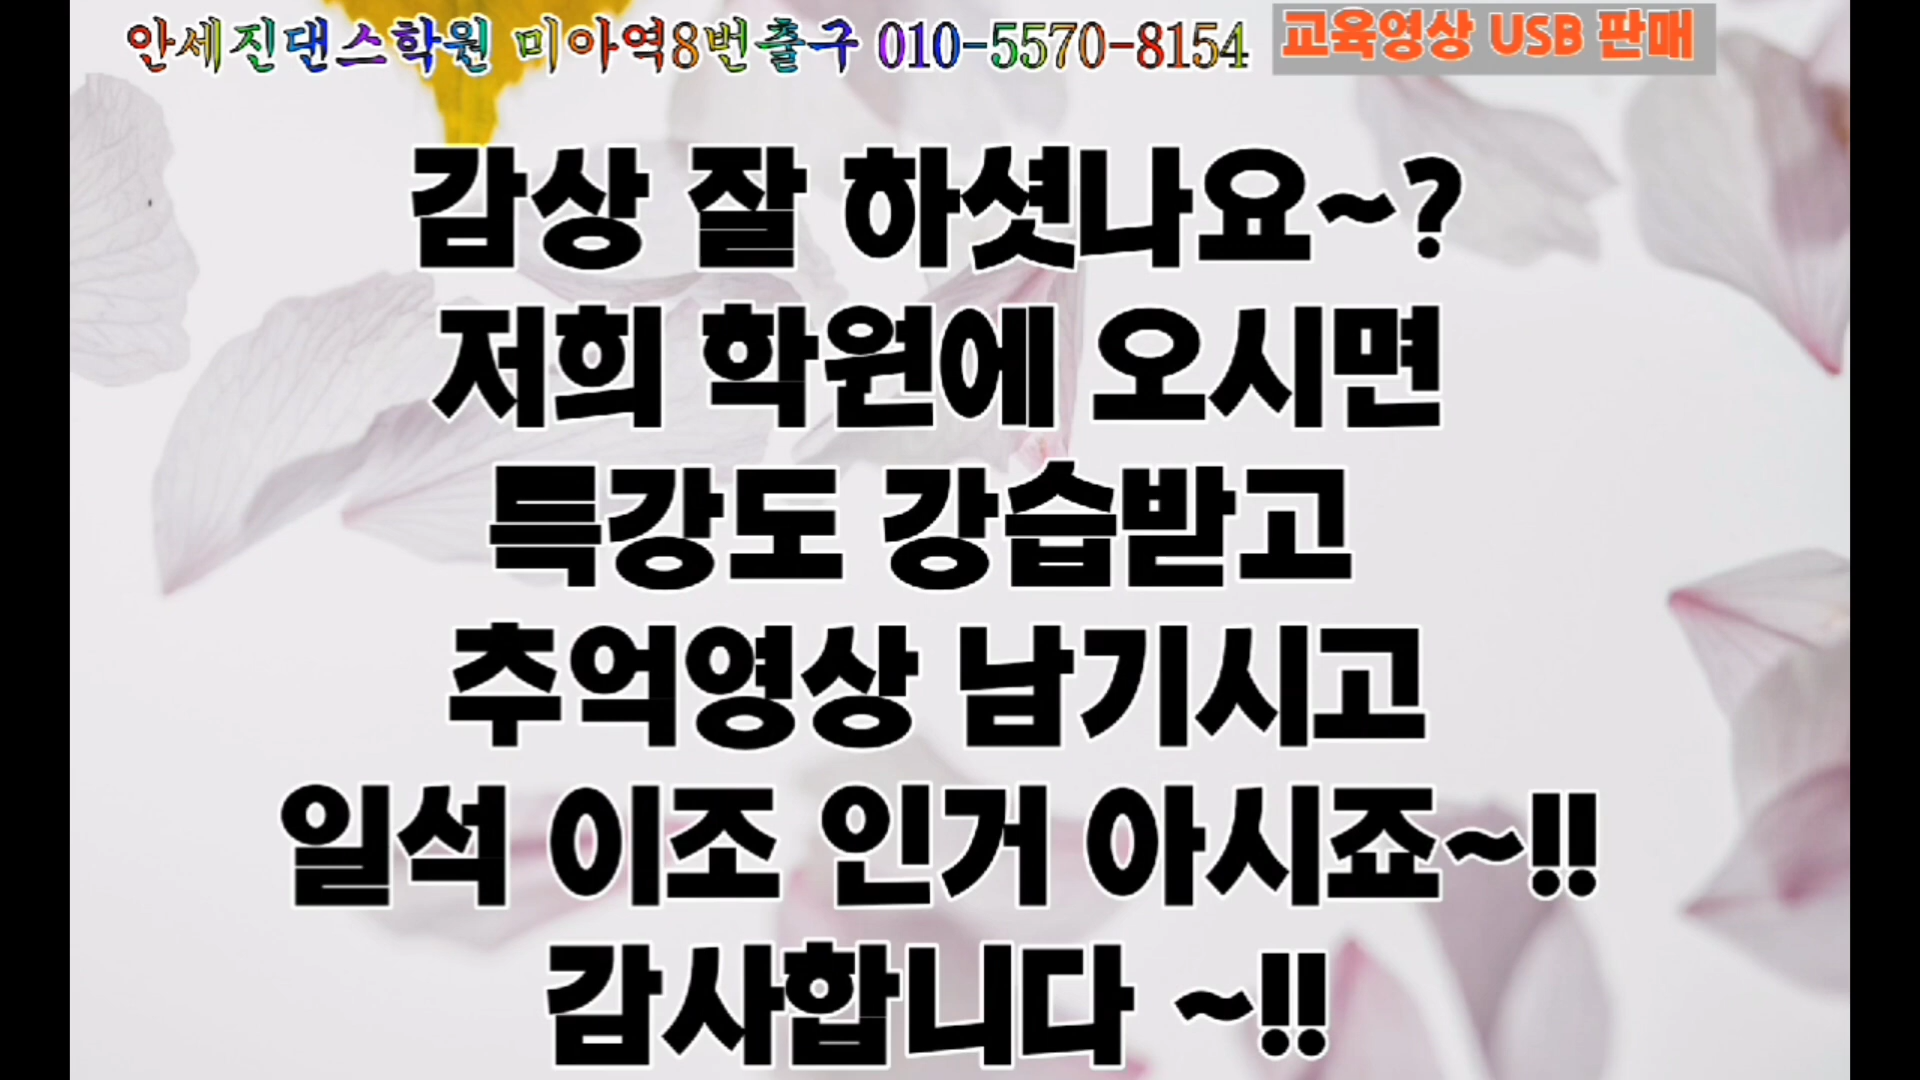 안세진댄스학원 미아역8번출구 010-5570-8154 교육영상 USB 판매
감상 잘 하셧나요~?
저희 학원에 오시면
특강도 강습받고
추억영상 남기시고
일석 이조 인거 아시죠~!!
감사합니다 ~!!